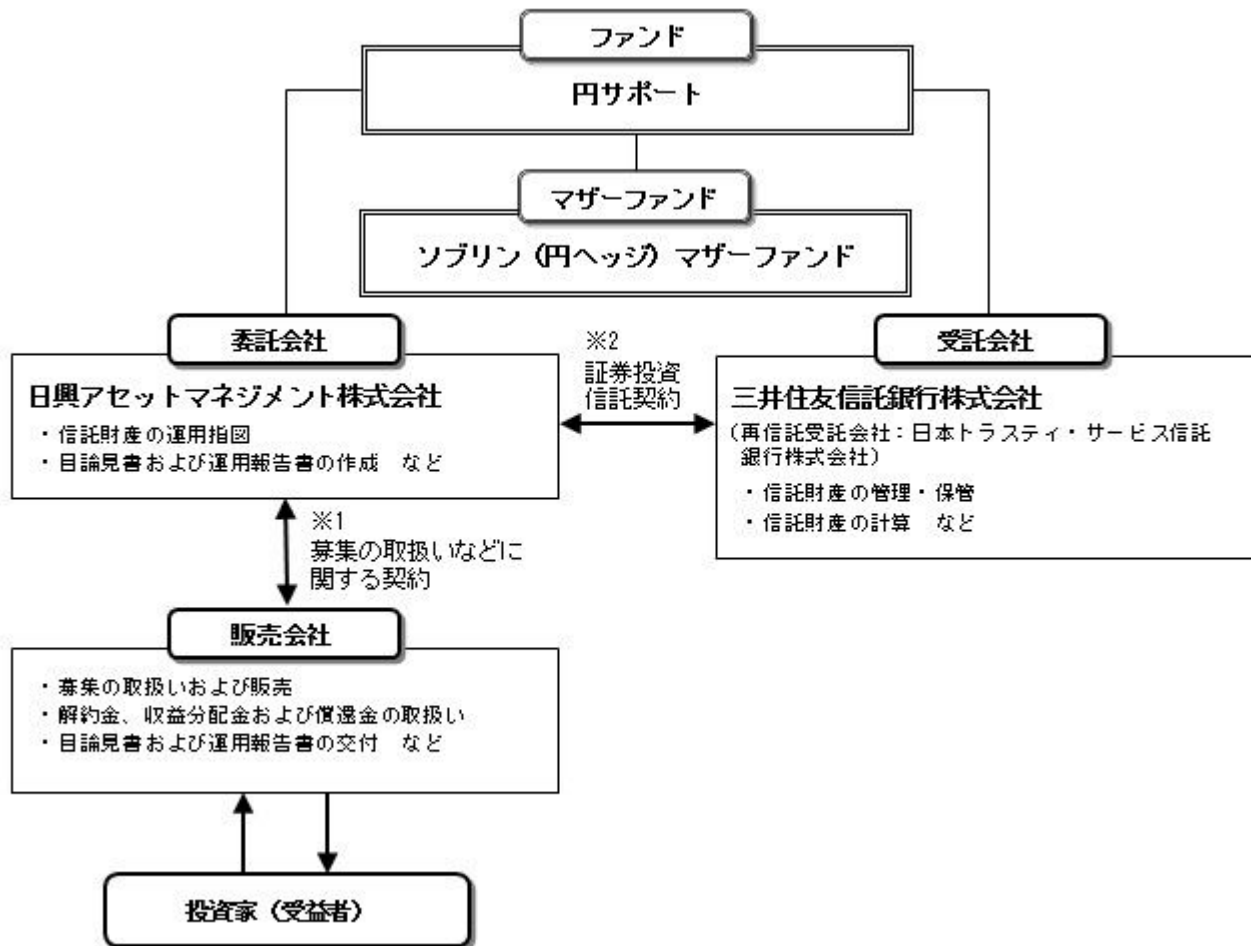 ファンド
円サポート
マザーファンド
ソブリン（円ヘッジ）マザーファンド
委託会社
日興アセットマネジメント株式会社
・信託財産の運用指図
・目論見書および運用報告書の作成　など
※2
証券投資
信託契約
受託会社
三井住友信託銀行株式会社
（再信託受託会社：日本トラスティ・サービス信託
銀行株式会社）
・信託財産の管理・保管
・信託財産の計算　など
※1
募集の取扱いなどに
関する契約
販売会社
・募集の取扱いおよび販売
・解約金、収益分配金および償還金の取扱い
・目論見書および運用報告書の交付　など
投資家（受益者）